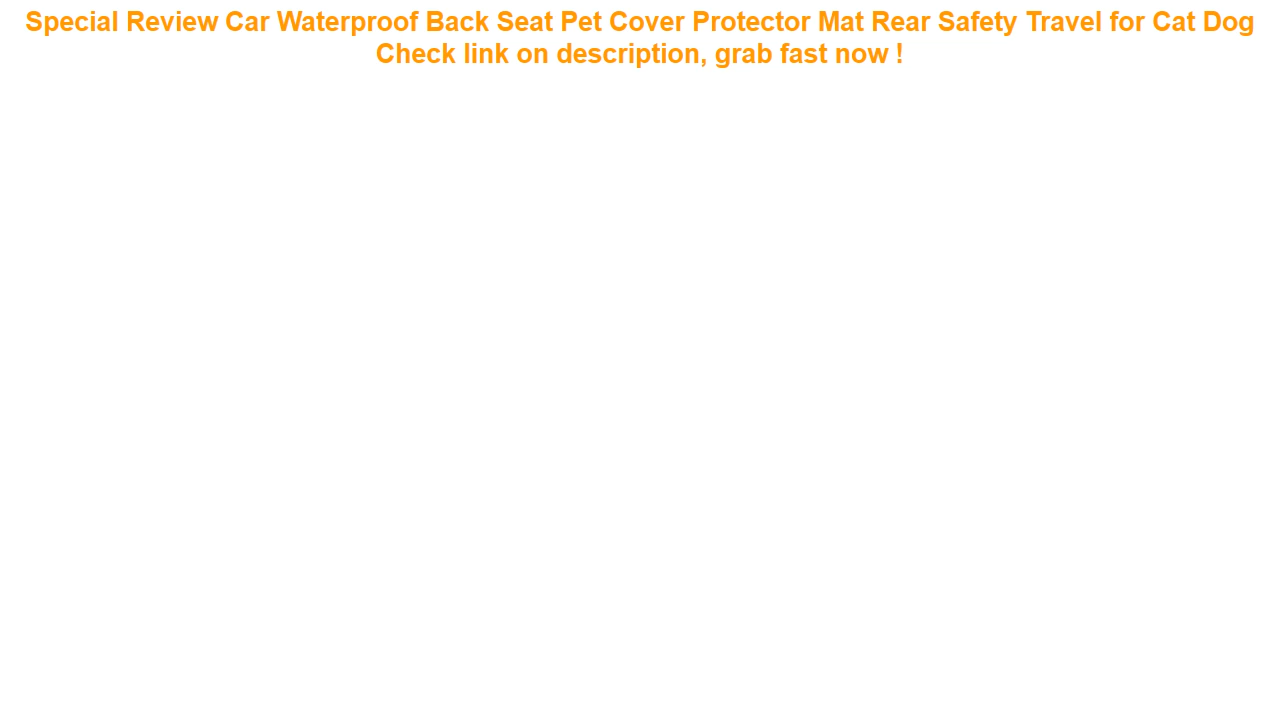 Special Review Car Waterproof Back Seat Pet Cover Protector Mat Rear Safety Travel for Cat Dog
Check link on description, grab fast now !